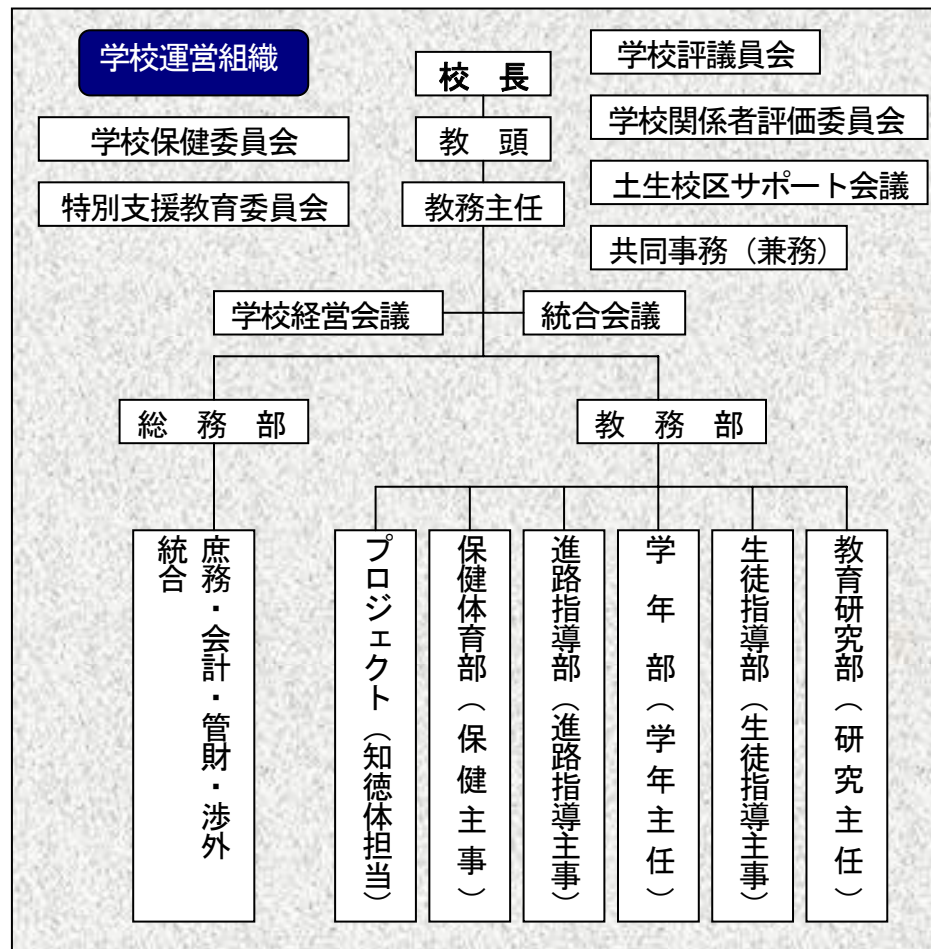 学校運営組織
校　長
学校評議員会
学校関係者評価委員会
学校保健委員会
教　頭
土生校区サポート会議
特別支援教育委員会
教務主任
共同事務（兼務）
学校経営会議
統合会議
総　務　部
教　務　部
庶務・会計・管財・渉外
統合
プロジェクト（知徳体担当）
保健体育部（保健主事）
進路指導部（進路指導主事）
学　年　部（学年主任）
生徒指導部（生徒指導主事）
教育研究部（研究主任）